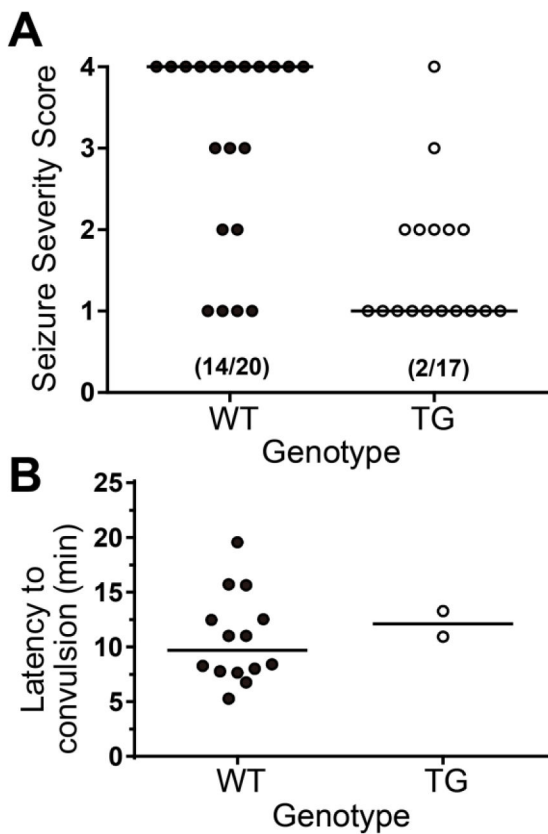 A
Seizure Severity Score
4
3
2
1
0
(14/20)
(2/17)
WT
TG
Genotype
B
Latency to
convulsion (min)
25
20
15
10
5
0
WT
TG
Genotype